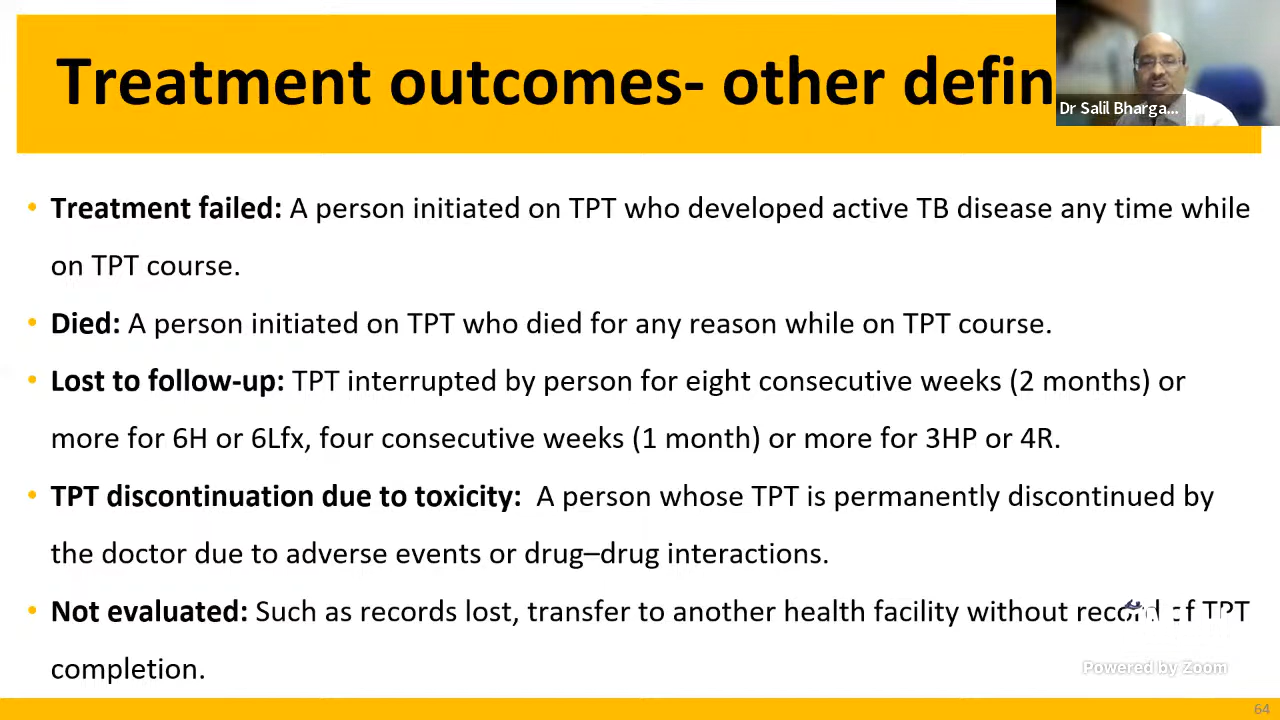 Treatment outcomes- other defin
Dr Salil Bharga...
• Treatment failed: A person initiated on TPT who developed active TB disease any time while
on TPT course.
• Died: A person initiated on TPT who died for any reason while on TPT course.
• Lost to follow-up: TPT interrupted by person for eight consecutive weeks (2 months) or
more for 6H or 6Lfx, four consecutive weeks (1 month) or more for 3HP or 4R.
• TPT discontinuation due to toxicity: A person whose TPT is permanently discontinued by
the doctor due to adverse events or drug–drug interactions.
• Not evaluated: Such as records lost, transfer to another health facility without record of TPT
completion.
Powered by Zoom
64